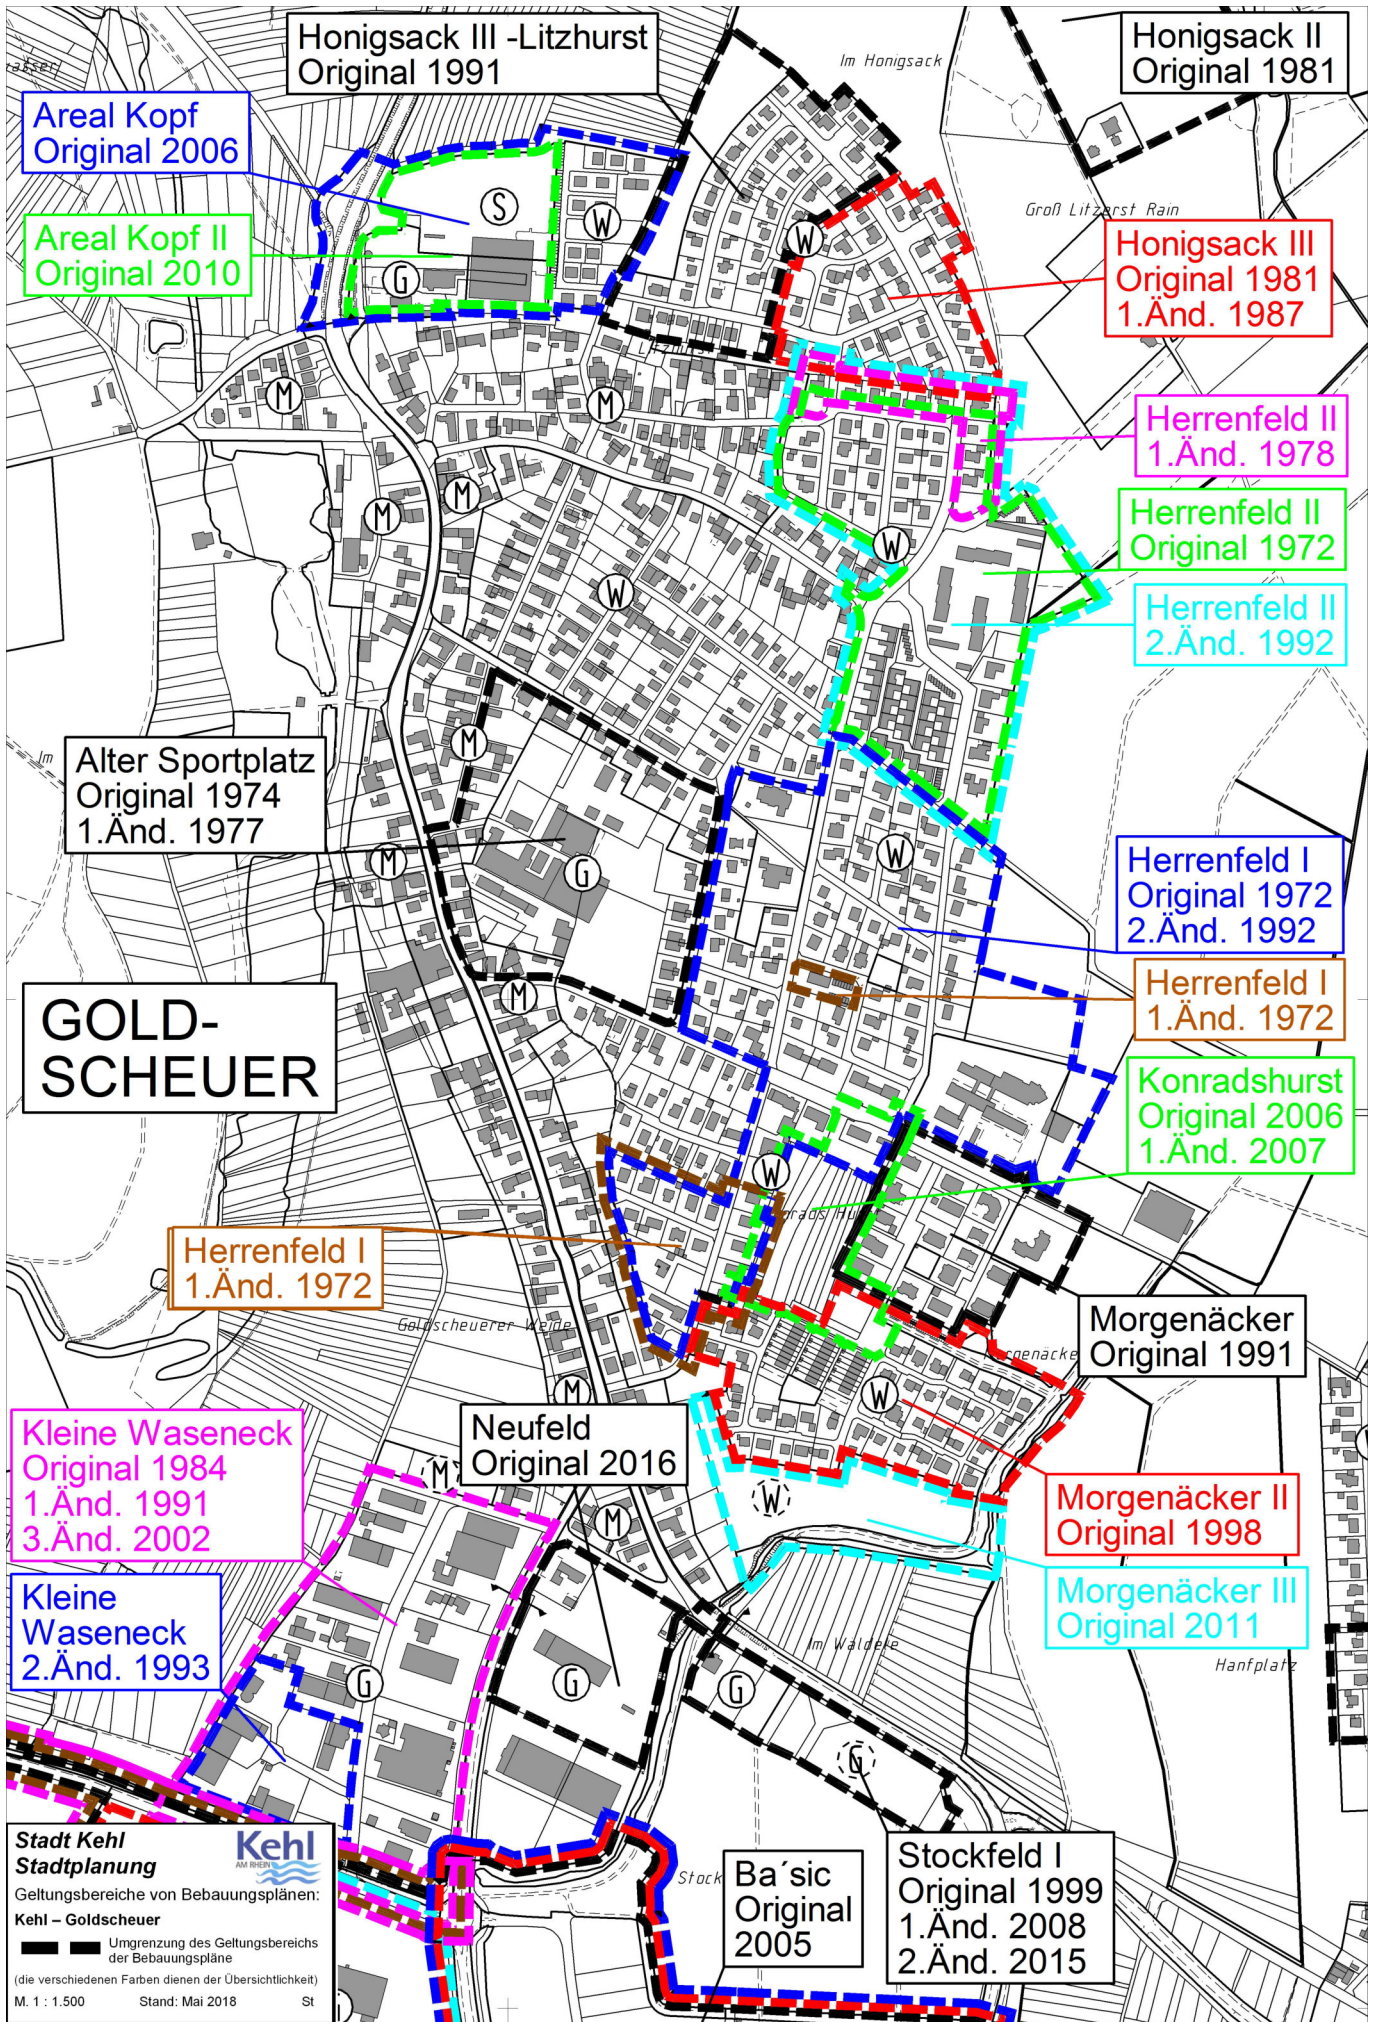 Honigsack III -Litzhurst
Original 1991
Im Honigsack
Honigsack II
Original 1981
Areal Kopf
Original 2006
Groß Litzerst Rain
Areal Kopf II
Original 2010
S
W
W
W
G
Honigsack III
Original 1981
1.Änd. 1987
M
M
Herrenfeld II
1.Änd. 1978
M
M
Herrenfeld II
Original 1972
W
W
Herrenfeld II
2.Änd. 1992
M
Im
Alter Sportplatz
Original 1974
1.Änd. 1977
M
G
W
Herrenfeld I
Original 1972
2.Änd. 1992
M
Herrenfeld I
1.Änd. 1972
GOLD-
SCHEUER
Konradshurst
Original 2006
1.Änd. 2007
W
Herrenfeld I
1.Änd. 1972
Goldscheuerer Weide
Morgenäcker
Original 1991
M
W
Kleine Waseneck
Original 1984
1.Änd. 1991
3.Änd. 2002
Neufeld
Original 2016
M
W
M
Morgenäcker II
Original 1998
Kleine
Waseneck
2.Änd. 1993
Morgenäcker III
Original 2011
Im Wäldele
Hanfplatz
G
G
G
G
Stadt Kehl
Stadtplanung
Kehl
AM RHEIN
Geltungsbereiche von Bebauungsplänen:
Kehl – Goldscheuer
Umgrenzung des Geltungsbereichs
der Bebauungspläne
(die verschiedenen Farben dienen der Übersichtlichkeit)
M. 1 : 1.500 Stand: Mai 2018 St
Stock
Ba´sic
Original
2005
Stockfeld I
Original 1999
1.Änd. 2008
2.Änd. 2015